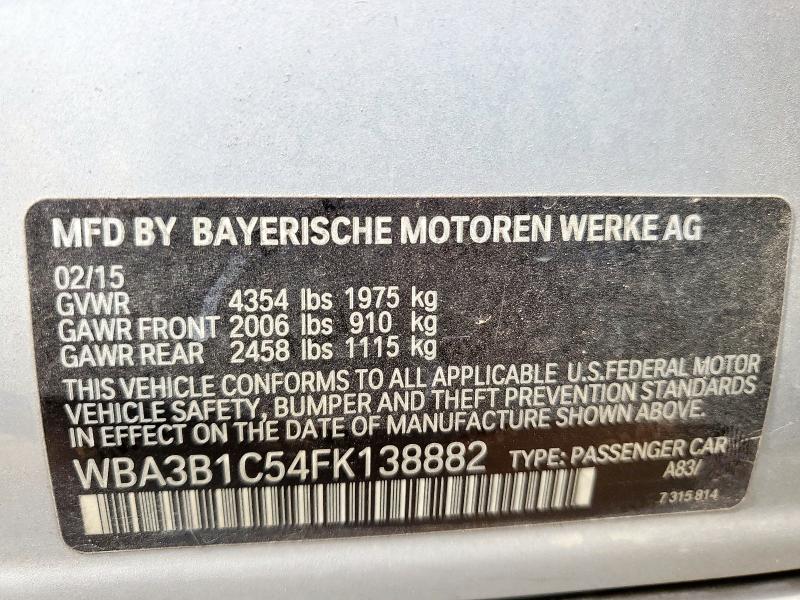 MFD BY BAYERISCHE MOTOREN WERKE AG
02/15
GVWR 4354 lbs 1975 kg
GAWR FRONT 2006 lbs 910 kg
GAWR REAR 2458 lbs 1115 kg
THIS VEHICLE CONFORMS TO ALL APPLICABLE U.S.FEDERAL MOTOR
VEHICLE SAFETY, BUMPER AND THEFT PREVENTION STANDARDS
IN EFFECT ON THE DATE OF MANUFACTURE SHOWN ABOVE.
WBA3B1C54FK138882 TYPE: PASSENGER CAR
A83/
7 315 814